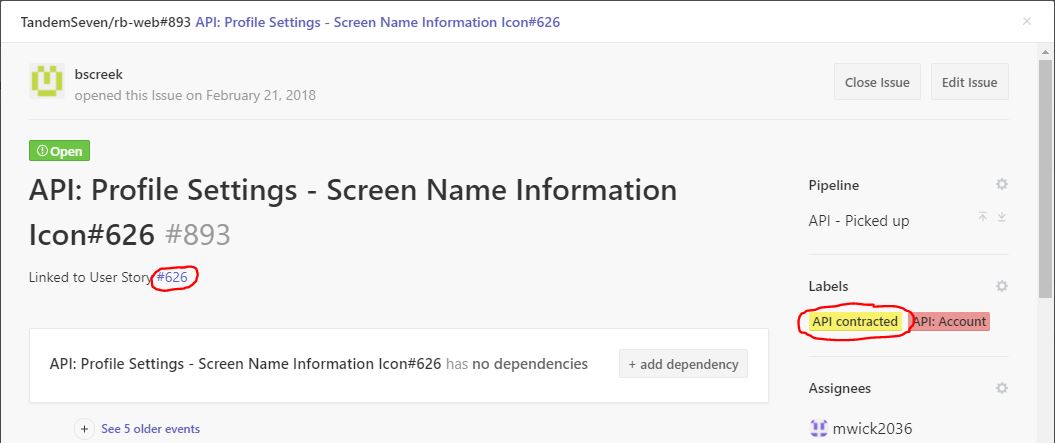 TandemSeven/rb-web#893 API: Profile Settings - Screen Name Information Icon#626 ×
bscreek
opened this Issue on February 21, 2018
Close Issue
Edit Issue
Open
API: Profile Settings - Screen Name Information
Icon#626 #893
Linked to User Story #626
API: Profile Settings - Screen Name Information Icon#626 has no dependencies
+ add dependency
+ See 5 older events
Pipeline
API - Picked up
Labels
API contracted API: Account
Assignees
mwick2036